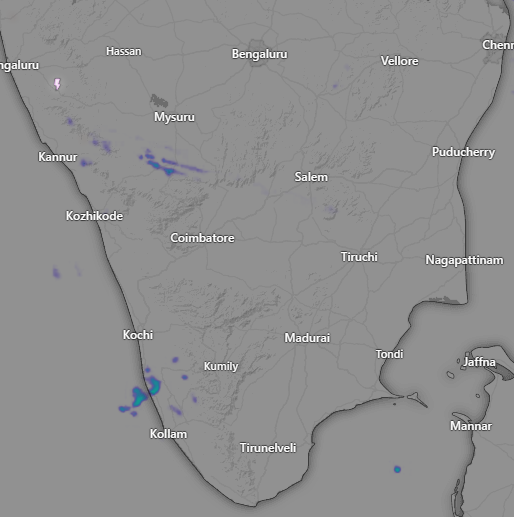 Hassan
Bengaluru
Chenn
Vellore
ngaluru
Mysuru
Kannur
Puducherry
Salem
Kozhikode
Coimbatore
Tiruchi
Nagapattinam
Kochi
Madurai
Tondi
Kumily
Jaffna
Kollam
Mannar
Tirunelveli